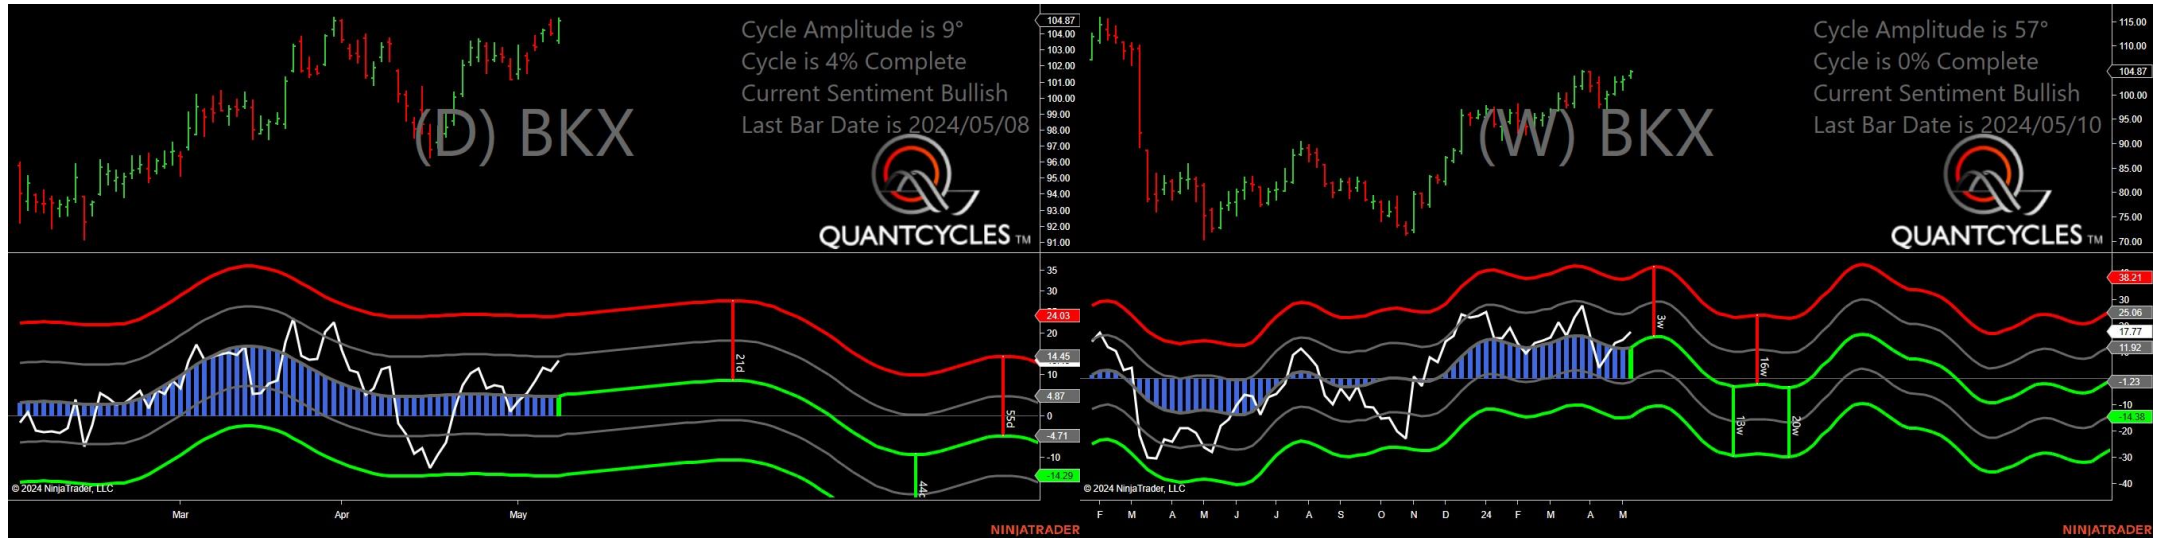 Cycle Amplitude is 9°
Cycle is 4% Complete
Current Sentiment Bullish
Last Bar Date is 2024/05/08
(D) BKX
QUANTCYCLES TM
104.87
104.00
103.00
102.00
101.00
100.00
99.00
98.00
97.00
96.00
95.00
94.00
93.00
92.00
91.00
35
30
24.03
20
14.45
10
4.87
0
-4.71
-10
-14.29
21d
55d
© 2024 NinjaTrader, LLC
Mar Apr May
NINJATRADER
Cycle Amplitude is 57°
Cycle is 0% Complete
Current Sentiment Bullish
Last Bar Date is 2024/05/10
(W) BKX
QUANTCYCLES TM
115.00
110.00
104.87
100.00
95.00
90.00
85.00
80.00
75.00
70.00
38.21
30
25.06
17.77
11.92
-1.23
-10
-14.38
-20
-30
-40
3w
16w
13w
20w
© 2024 NinjaTrader, LLC
F M A M J J A S O N D 24 F M A M
NINJATRADER